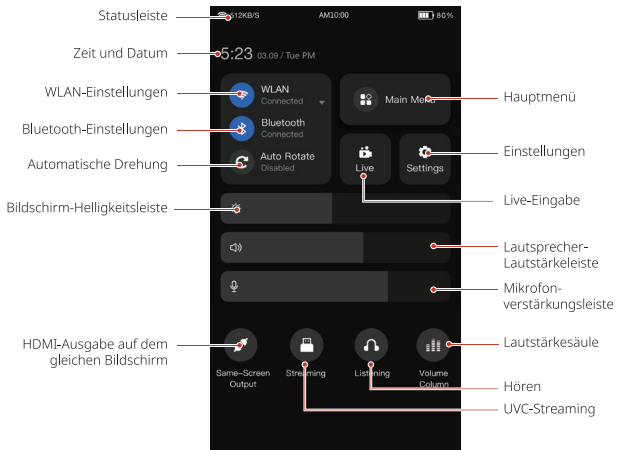 Statusleiste
512KB/S
AM10:00
80%
Zeit und Datum
5:23 03.09 / Tue PM
WLAN-Einstellungen
WLAN
Connected
Main Menu
Hauptmenü
Bluetooth-Einstellungen
Bluetooth
Connected
Automatische Drehung
Auto Rotate
Disabled
Live
Settings
Einstellungen
Live-Eingabe
Bildschirm-Helligkeitsleiste
Lautsprecher-
Lautstärkeleiste
Mikrofon-
verstärkungsleiste
HDMI-Ausgabe auf dem
gleichen Bildschirm
Lautstärkesäule
Same-Screen
Output
Streaming
Listening
Volume
Column
Hören
UVC-Streaming